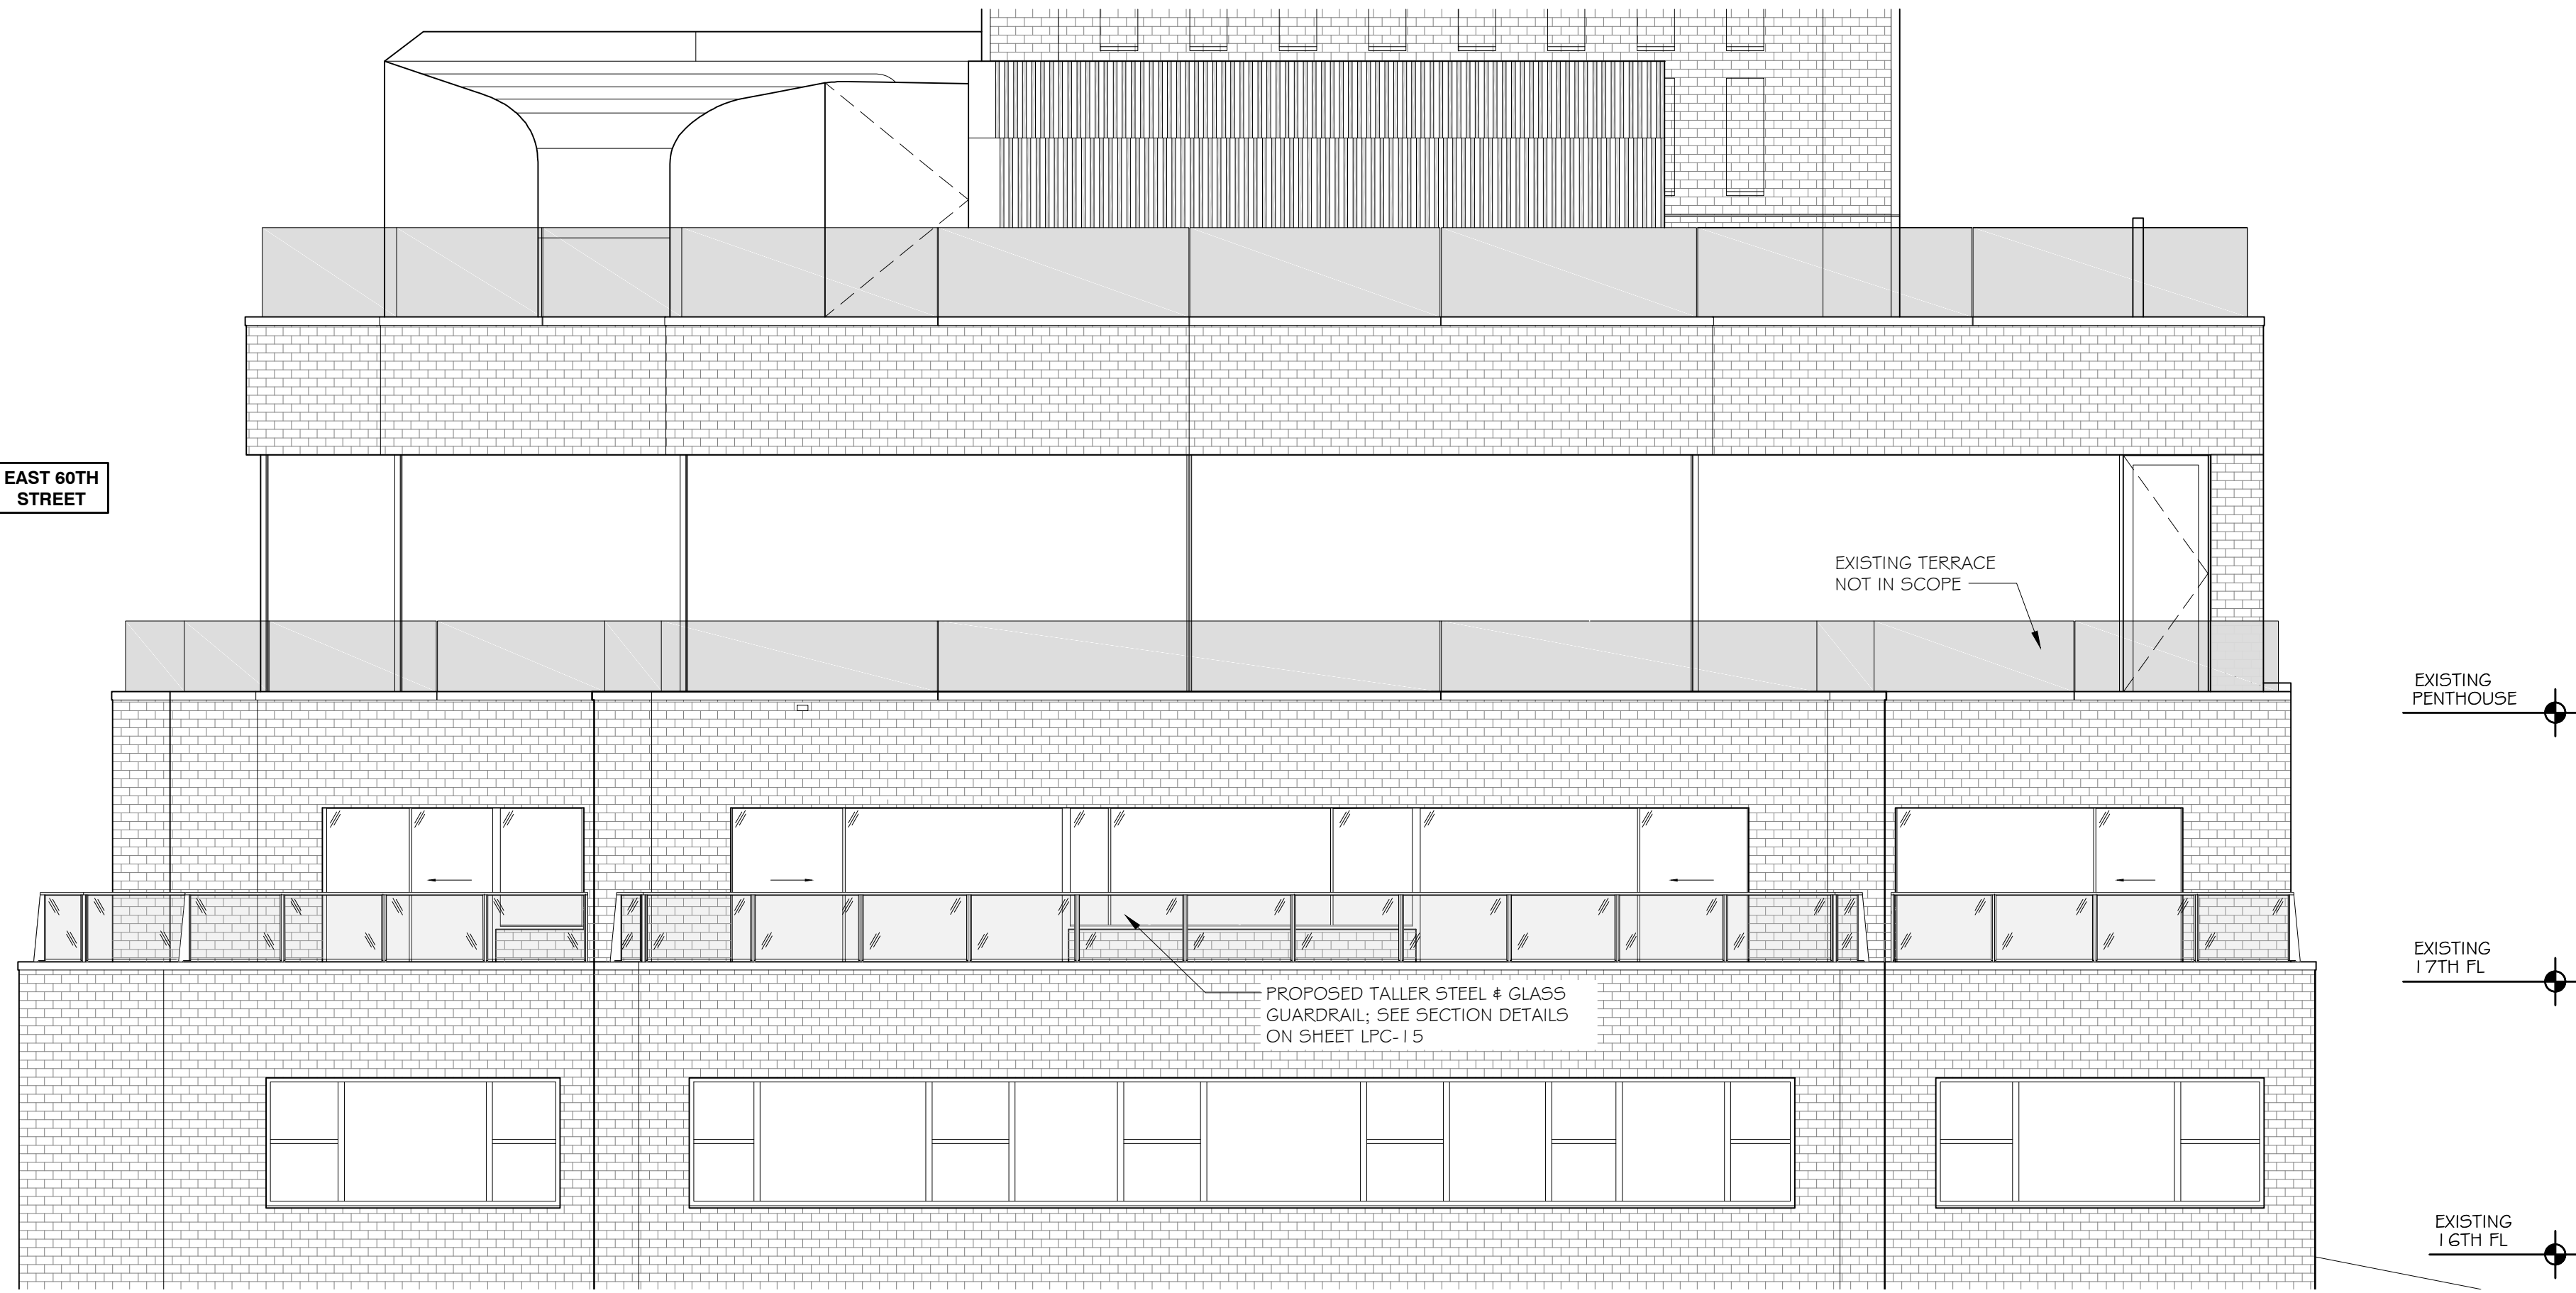 EAST 60TH
STREET
EXISTING TERRACE
NOT IN SCOPE
EXISTING
PENTHOUSE
EXISTING
17TH FL
PROPOSED TALLER STEEL & GLASS
GUARDRAIL; SEE SECTION DETAILS
ON SHEET LPC-15
EXISTING
16TH FL